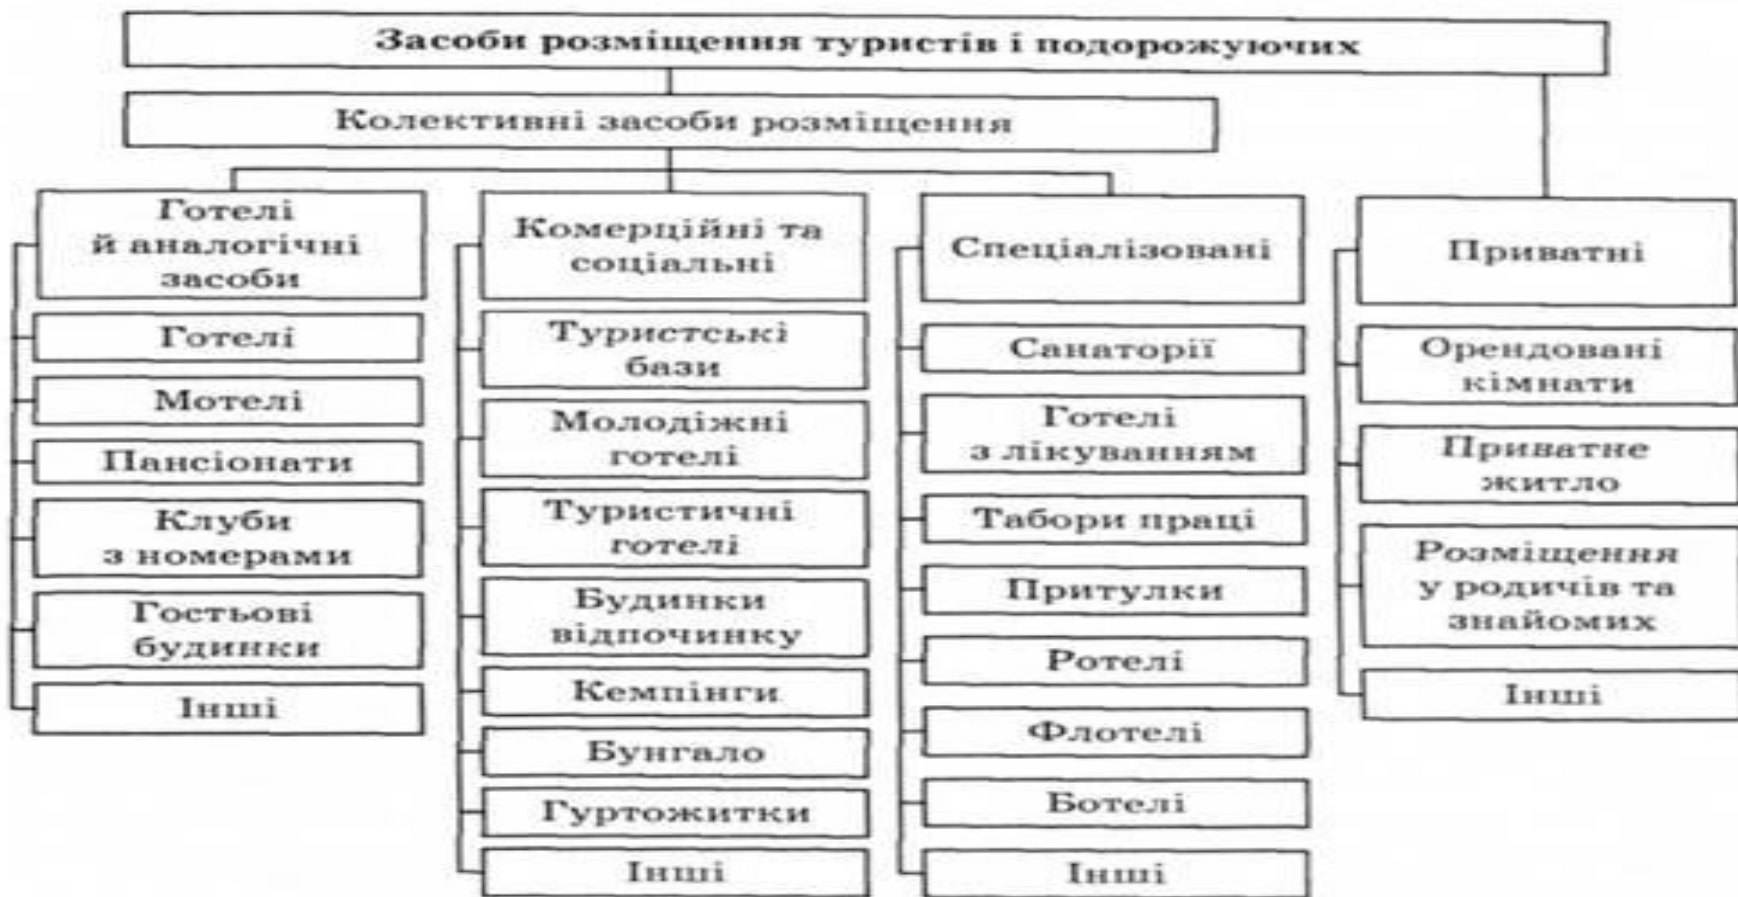 Засоби розміщення туристів і подорожуючих
Колективні засоби розміщення
Готелі
й аналогічні
засоби
Готелі
Мотелі
Пансіонати
Клуби
з номерами
Гостьові
будинки
Інші
Комерційні та
соціальні
Туристські
бази
Молодіжні
готелі
Туристичні
готелі
Будинки
відпочинку
Кемпінги
Бунгало
Гуртожитки
Інші
Спеціалізовані
Санаторії
Готелі
з лікуванням
Табори праці
Притулки
Ротелі
Флотелі
Ботелі
Інші
Приватні
Орендовані
кімнати
Приватне
житло
Розміщення
у родичів та
знайомих
Інші